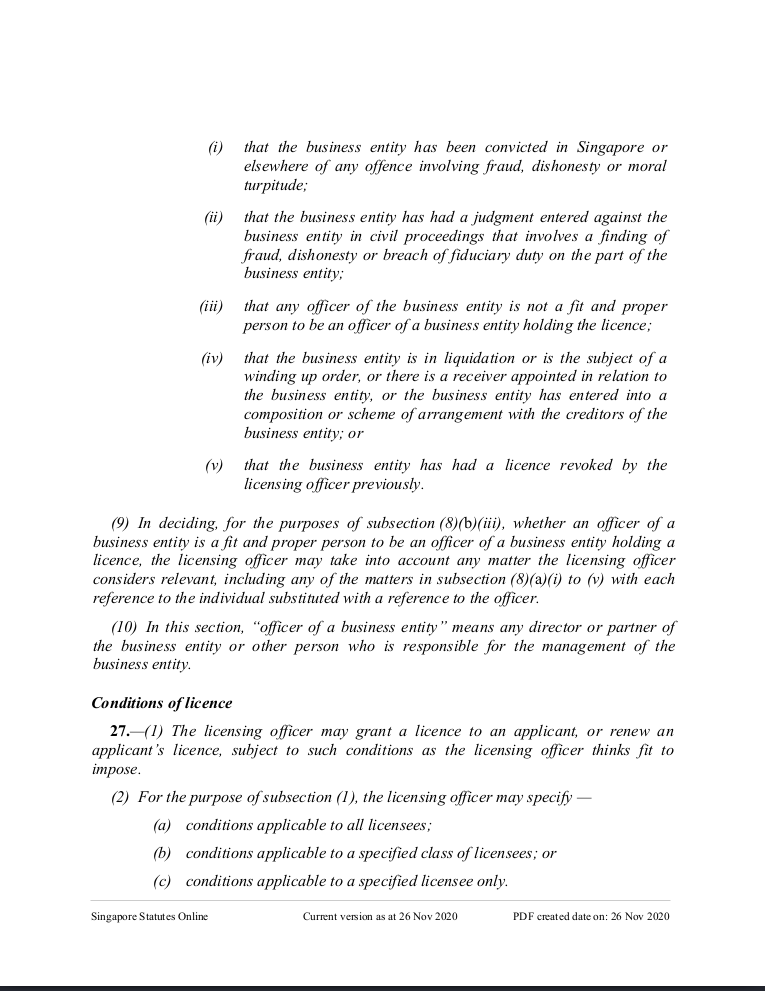 (i) that the business entity has been convicted in Singapore or
elsewhere of any offence involving fraud, dishonesty or moral
turpitude;
(ii) that the business entity has had a judgment entered against the
business entity in civil proceedings that involves a finding of
fraud, dishonesty or breach of fiduciary duty on the part of the
business entity;
(iii) that any officer of the business entity is not a fit and proper
person to be an officer of a business entity holding the licence;
(iv) that the business entity is in liquidation or is the subject of a
winding up order, or there is a receiver appointed in relation to
the business entity, or the business entity has entered into a
composition or scheme of arrangement with the creditors of the
business entity; or
(v) that the business entity has had a licence revoked by the
licensing officer previously.
(9) In deciding, for the purposes of subsection (8)(b)(iii), whether an officer of a
business entity is a fit and proper person to be an officer of a business entity holding a
licence, the licensing officer may take into account any matter the licensing officer
considers relevant, including any of the matters in subsection (8)(a)(i) to (v) with each
reference to the individual substituted with a reference to the officer.
(10) In this section, “officer of a business entity” means any director or partner of
the business entity or other person who is responsible for the management of the
business entity.
Conditions of licence
27.—(1) The licensing officer may grant a licence to an applicant, or renew an
applicant’s licence, subject to such conditions as the licensing officer thinks fit to
impose.
(2) For the purpose of subsection (1), the licensing officer may specify —
(a) conditions applicable to all licensees;
(b) conditions applicable to a specified class of licensees; or
(c) conditions applicable to a specified licensee only.
Singapore Statutes Online Current version as at 26 Nov 2020 PDF created date on: 26 Nov 2020